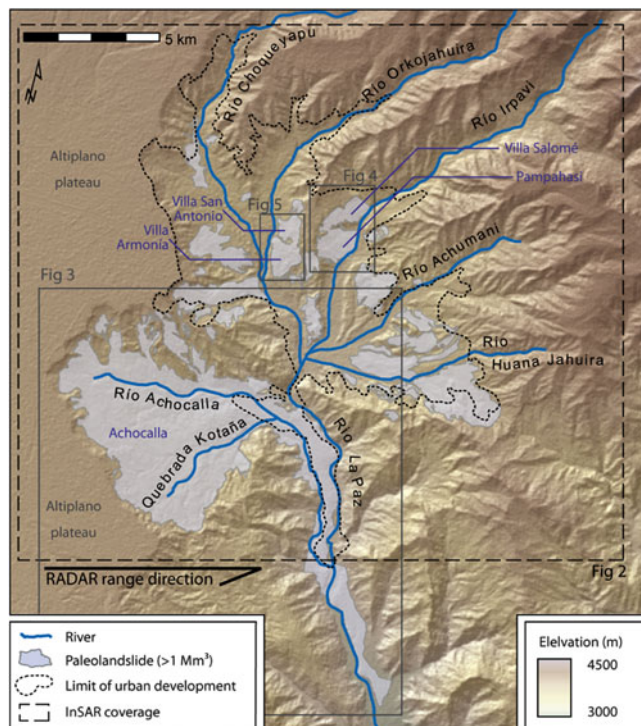 5 km
N
Río Choqueyapu
Río Orkojahuira
Río Irpavi
Altiplano
plateau
Fig 4
Villa Salomé
Pampahasi
Villa San
Antonio
Fig 5
Villa
Armonía
Río Achumani
Fig 3
Río
Huana Jahuira
Río Achocalla
Achocalla
Quebrada Kotaña
Río
La Paz
Altiplano
plateau
RADAR range direction
Fig 2
River
Paleolandslide (>1 Mm³)
Limit of urban development
InSAR coverage
Elelvation (m)
4500
3000